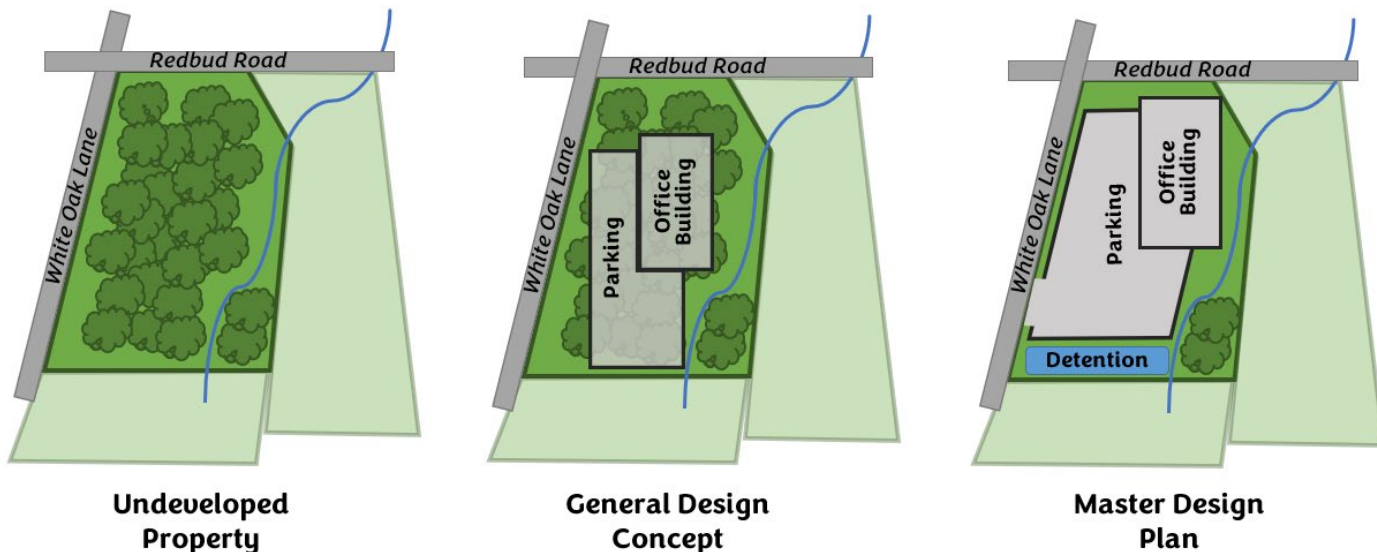 Redbud Road
White Oak Lane
Undeveloped
Property
Redbud Road
White Oak Lane
Parking
Office
Building
General Design
Concept
Redbud Road
White Oak Lane
Parking
Office
Building
Detention
Master Design
Plan